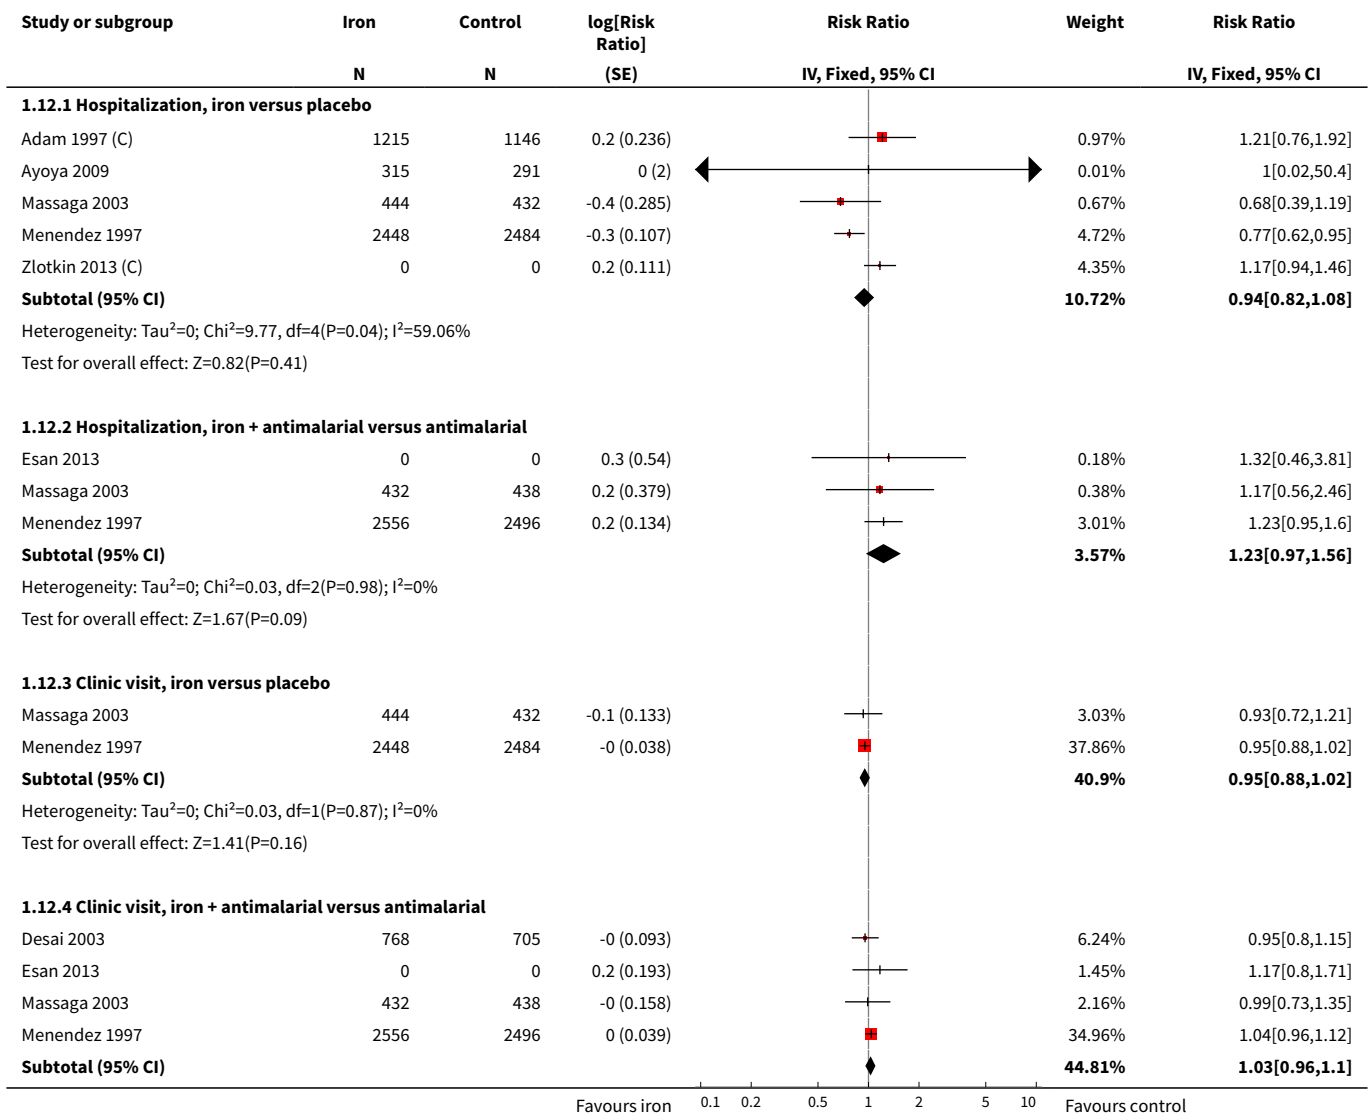 Study or subgroup Iron Control log[Risk Ratio] Risk Ratio Weight Risk Ratio
N N (SE) IV, Fixed, 95% CI IV, Fixed, 95% CI
1.12.1 Hospitalization, iron versus placebo
Adam 1997 (C) 1215 1146 0.2 (0.236) 0.97% 1.21[0.76,1.92]
Ayoya 2009 315 291 0 (2) 0.01% 1[0.02,50.4]
Massaga 2003 444 432 -0.4 (0.285) 0.67% 0.68[0.39,1.19]
Menendez 1997 2448 2484 -0.3 (0.107) 4.72% 0.77[0.62,0.95]
Zlotkin 2013 (C) 0 0 0.2 (0.111) 4.35% 1.17[0.94,1.46]
Subtotal (95% CI) 10.72% 0.94[0.82,1.08]
Heterogeneity: Tau²=0; Chi²=9.77, df=4(P=0.04); I²=59.06%
Test for overall effect: Z=0.82(P=0.41)
1.12.2 Hospitalization, iron + antimalarial versus antimalarial
Esan 2013 0 0 0.3 (0.54) 0.18% 1.32[0.46,3.81]
Massaga 2003 432 438 0.2 (0.379) 0.38% 1.17[0.56,2.46]
Menendez 1997 2556 2496 0.2 (0.134) 3.01% 1.23[0.95,1.6]
Subtotal (95% CI) 3.57% 1.23[0.97,1.56]
Heterogeneity: Tau²=0; Chi²=0.03, df=2(P=0.98); I²=0%
Test for overall effect: Z=1.67(P=0.09)
1.12.3 Clinic visit, iron versus placebo
Massaga 2003 444 432 -0.1 (0.133) 3.03% 0.93[0.72,1.21]
Menendez 1997 2448 2484 -0 (0.038) 37.86% 0.95[0.88,1.02]
Subtotal (95% CI) 40.9% 0.95[0.88,1.02]
Heterogeneity: Tau²=0; Chi²=0.03, df=1(P=0.87); I²=0%
Test for overall effect: Z=1.41(P=0.16)
1.12.4 Clinic visit, iron + antimalarial versus antimalarial
Desai 2003 768 705 -0 (0.093) 6.24% 0.95[0.8,1.15]
Esan 2013 0 0 0.2 (0.193) 1.45% 1.17[0.8,1.71]
Massaga 2003 432 438 -0 (0.158) 2.16% 0.99[0.73,1.35]
Menendez 1997 2556 2496 0 (0.039) 34.96% 1.04[0.96,1.12]
Subtotal (95% CI) 44.81% 1.03[0.96,1.1]
Favours iron 0.1 0.2 0.5 1 2 5 10 Favours control